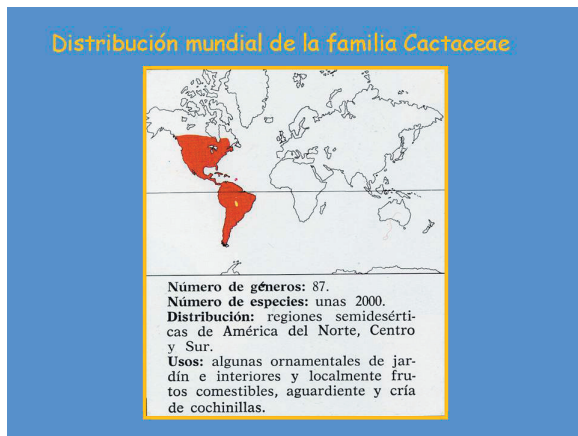 Distribución mundial de la familia Cactaceae
Número de géneros: 87.
Número de especies: unas 2000.
Distribución: regiones semidesérti-
cas de América del Norte, Centro
y Sur.
Usos: algunas ornamentales de jar-
dín e interiores y localmente fru-
tos comestibles, aguardiente y cría
de cochinillas.